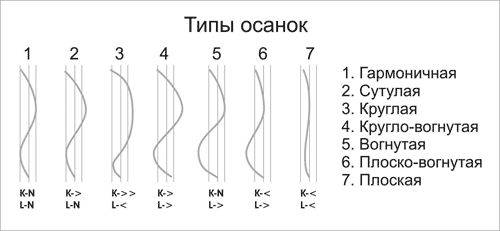 Типы осанок
1 2 3 4 5 6 7
K-N K-> K->> K-> K-N K-< K-<
L-N L-N L-< L-> L-> L-> L-<
1. Гармоничная
2. Сутулая
3. Круглая
4. Кругло-вогнутая
5. Вогнутая
6. Плоско-вогнутая
7. Плоская